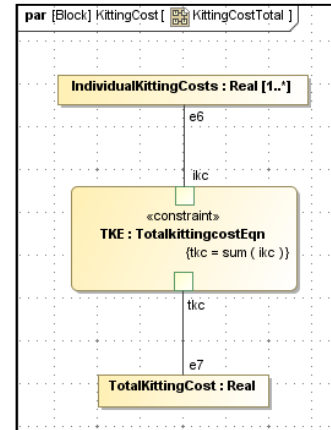 par [Block] KittingCost [ KittingCostTotal ]
IndividualKittingCosts : Real [1..*]
e6
ikc
«constraint»
TKE : TotalkittingcostEqn
{tkc = sum ( ikc )}
tkc
e7
TotalKittingCost : Real